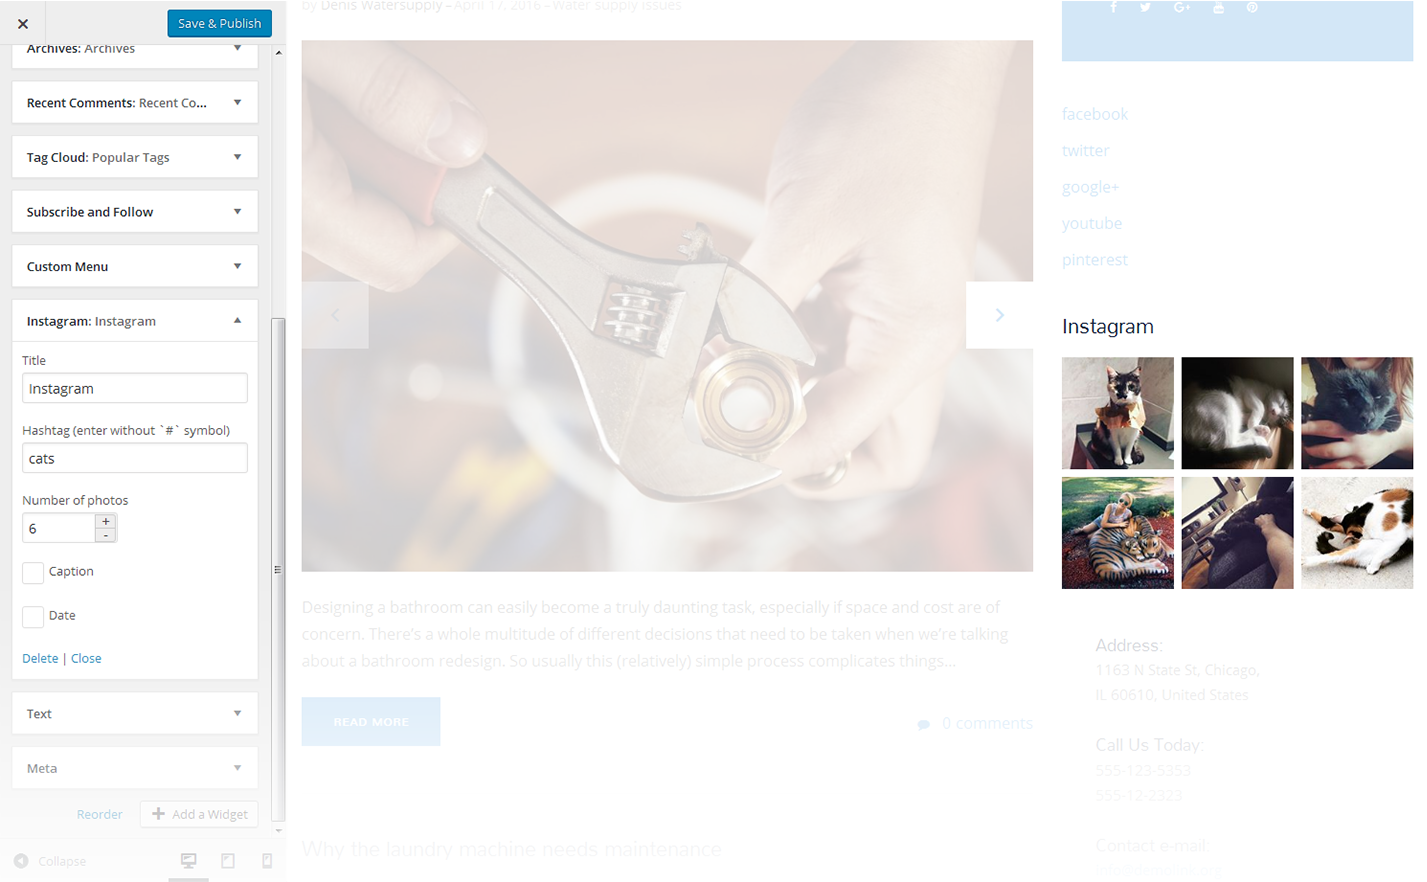 Save & Publish
Archives: Archives
Recent Comments: Recent Co...
Tag Cloud: Popular Tags
Subscribe and Follow
Custom Menu
Instagram: Instagram
Title
Instagram
Hashtag (enter without `#` symbol)
cats
Number of photos
6
+
-
Caption
Date
Delete | Close
Text
Meta
Reorder
Add a Widget
Collapse
by Denis Watersupply – April 17, 2016 – Water supply issues
Designing a bathroom can easily become a truly daunting task, especially if space and cost are of
concern. There's a whole multitude of different decisions that need to be taken when we're talking
about a bathroom redesign. So usually this (relatively) simple process complicates things...
READ MORE
0 comments
Why the laundry machine needs maintenance
facebook
twitter
google+
youtube
pinterest
Instagram
Address:
1163 N State St, Chicago,
IL 60610, United States
Call Us Today:
555-123-5353
555-12-2323
Contact e-mail
info@demolink.org